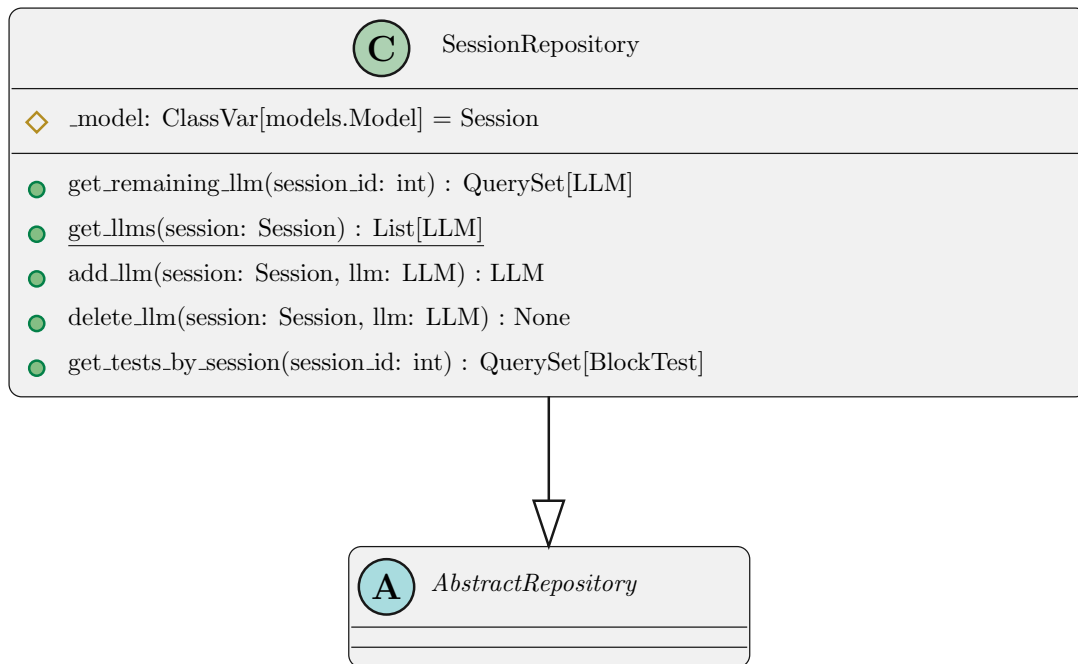 C SessionRepository
_model: ClassVar[models.Model] = Session
get_remaining_llm(session_id: int) : QuerySet[LLM]
get_llms(session: Session) : List[LLM]
add_llm(session: Session, llm: LLM) : LLM
delete_llm(session: Session, llm: LLM) : None
get_tests_by_session(session_id: int) : QuerySet[BlockTest]
A AbstractRepository